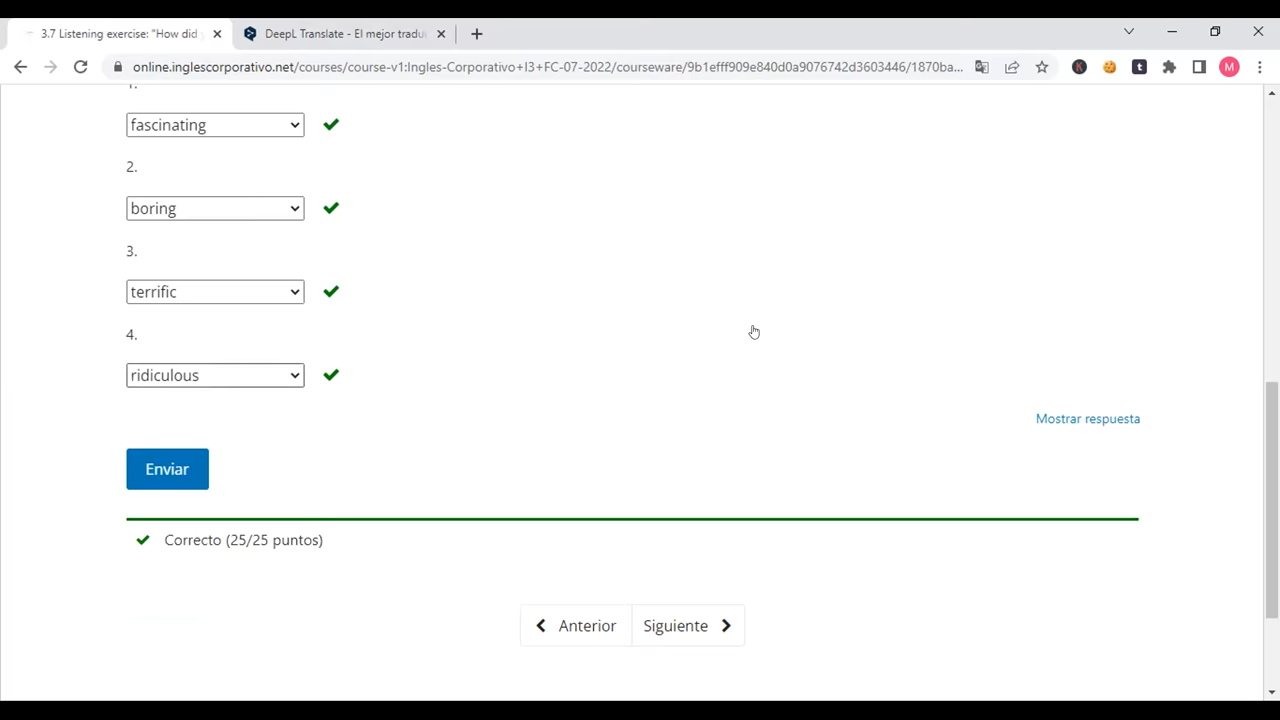 3.7 Listening exercise: "How did
DeepL Translate - El mejor tradu
online.inglescorporativo.net/courses/course-v1:Ingles-Corporativo+I3+FC-07-2022/courseware/9b1efff909e840d0a9076742d3603446/1870ba...
K
t
M
1.
fascinating
2.
boring
3.
terrific
4.
ridiculous
Mostrar respuesta
Enviar
Correcto (25/25 puntos)
Anterior
Siguiente